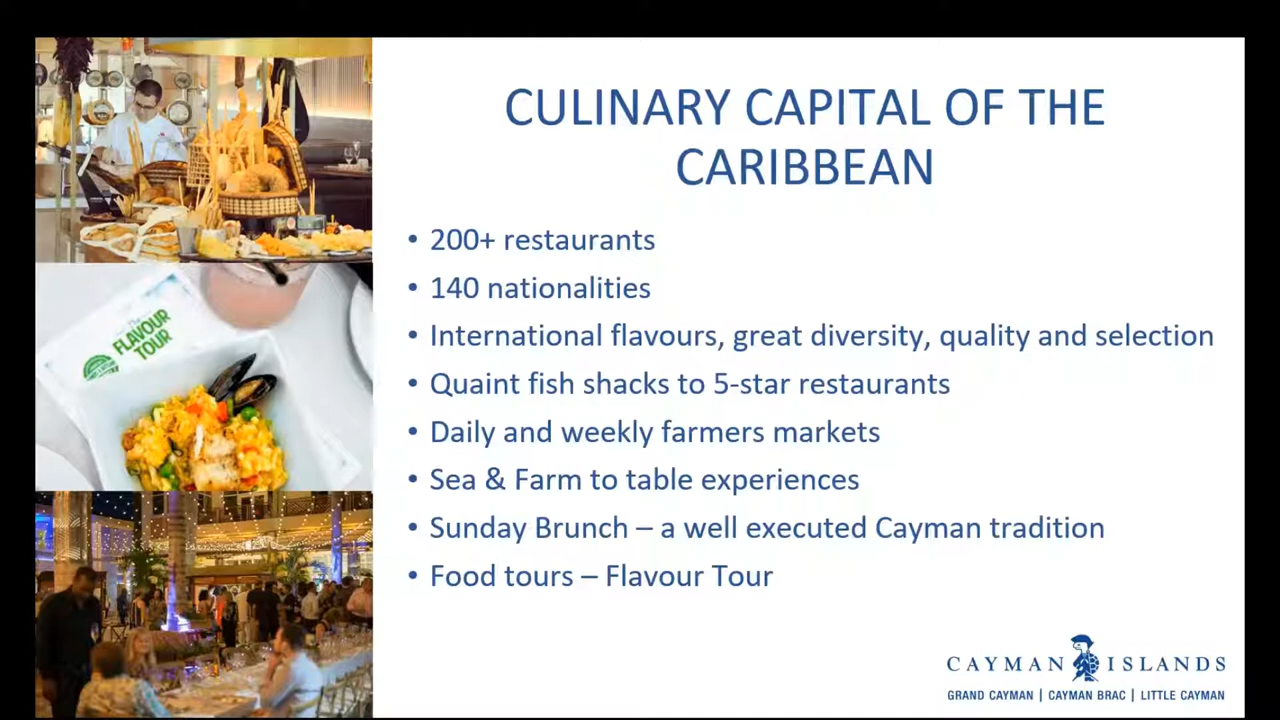 CULINARY CAPITAL OF THE
CARIBBEAN
• 200+ restaurants
• 140 nationalities
• International flavours, great diversity, quality and selection
• Quaint fish shacks to 5-star restaurants
• Daily and weekly farmers markets
• Sea & Farm to table experiences
• Sunday Brunch – a well executed Cayman tradition
• Food tours – Flavour Tour
FLAVOUR
TOUR
CAYMAN ISLANDS
GRAND CAYMAN | CAYMAN BRAC | LITTLE CAYMAN